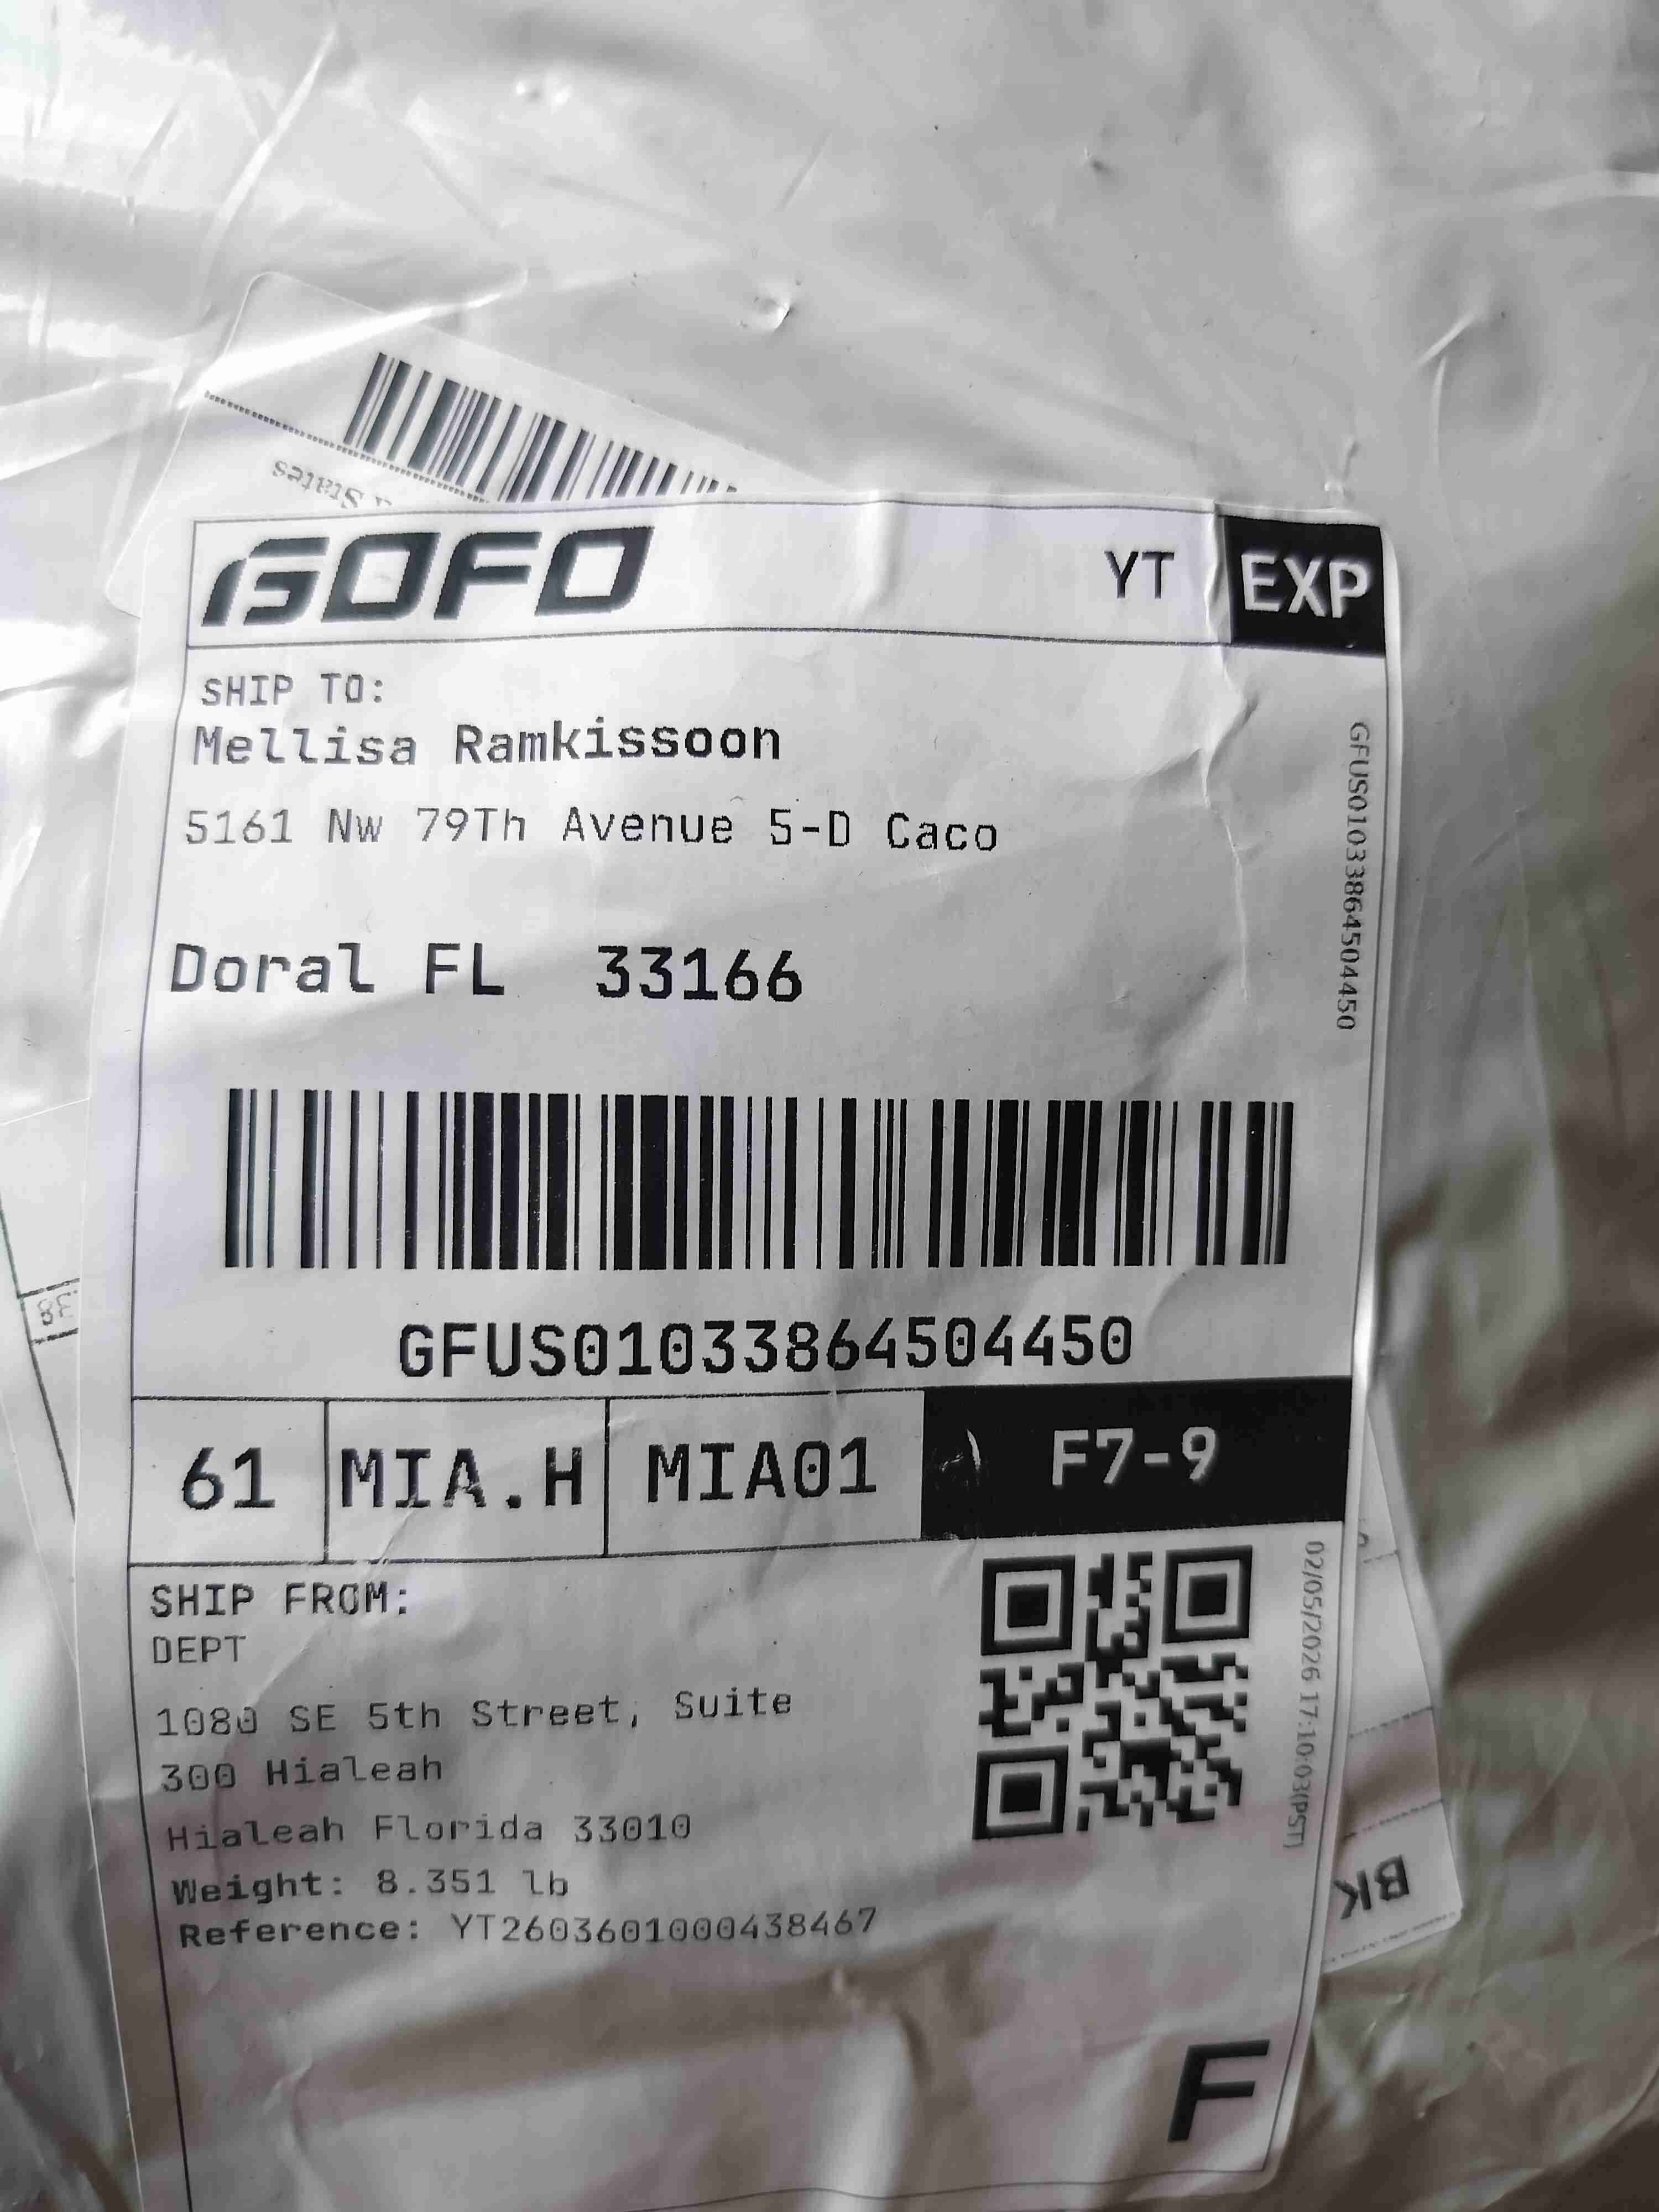 States
GOFO
YT
EXP
SHIP TO:
Mellisa Ramkissoon
5161 Nw 79Th Avenue 5-D Caco
Doral FL 33166
GFUS01033864504450
GFUS01033864504450
61
MIA.H
MIA01
F7-9
SHIP FROM:
DEPT
1080 SE 5th Street, Suite
300 Hialeah
Hialeah Florida 33010
Weight: 8.351 lb
Reference: YT2603601000438467
02/05/2026 17:10:03(PST)
BK
F